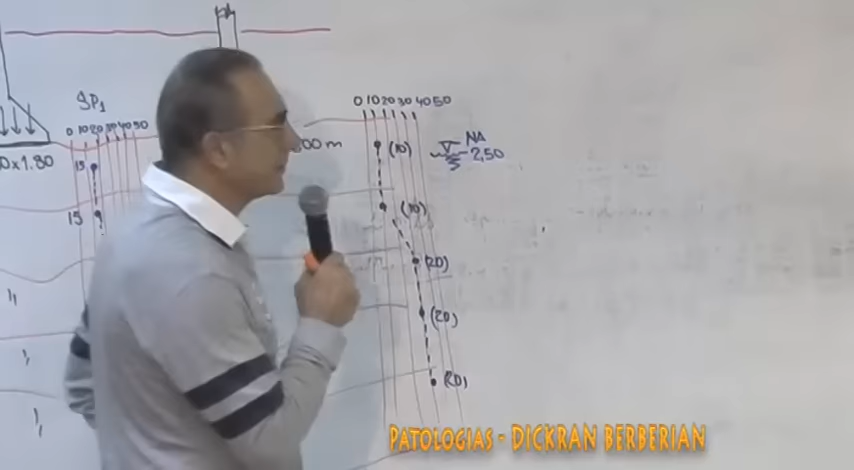 SP1
0 10 20 30 40 50
0 10 20 30 40 50
0x1.80
15
15
00 m
(10)
NA
2,50
(10)
(20)
(20)
(20)
PATOLOGIAS - DICKRAN BERBERIAN